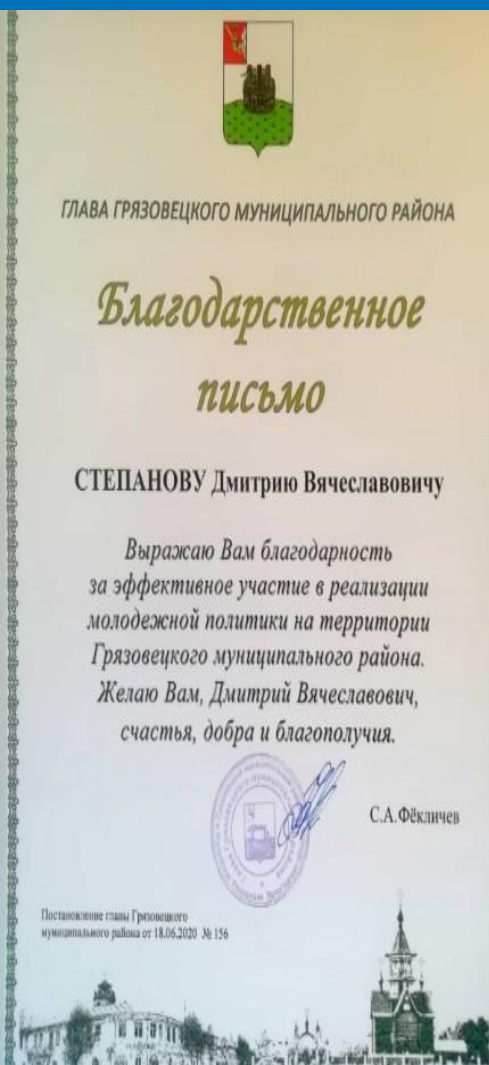 ГЛАВА ГРЯЗОВЕЦКОГО МУНИЦИПАЛЬНОГО РАЙОНА
Благодарственное
письмо
СТЕПАНОВУ Дмитрию Вячеславовичу
Выражаю Вам благодарность
за эффективное участие в реализации
молодежной политики на территории
Грязовецкого муниципального района.
Желаю Вам, Дмитрий Вячеславович,
счастья, добра и благополучия.
С.А.Фёкличев
Постановление главы Грязовецкого
муниципального района от 18.06.2020 № 156